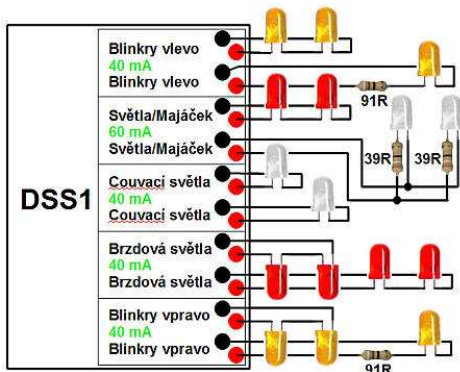 Blinkry vlevo
40 mA
Blinkry vlevo
91R
Světla/Majáček
60 mA
Světla/Majáček
39R 39R
DSS1
Couvací světla
40 mA
Couvací světla
Brzdová světla
40 mA
Brzdová světla
Blinkry vpravo
40 mA
Blinkry vpravo
91R